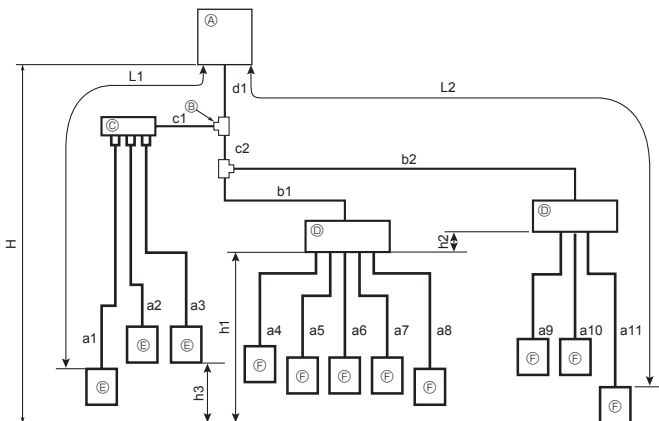 Ⓐ
L1
d1
L2
Ⓑ
Ⓒ
c1
c2
b2
b1
H
Ⓓ
Ⓓ
h2
h1
a1
a2
a3
a4
a5
a6
a7
a8
a9
a10
a11
Ⓔ
Ⓔ
Ⓔ
h3
Ⓕ
Ⓕ
Ⓕ
Ⓕ
Ⓕ
Ⓕ
Ⓕ
Ⓕ